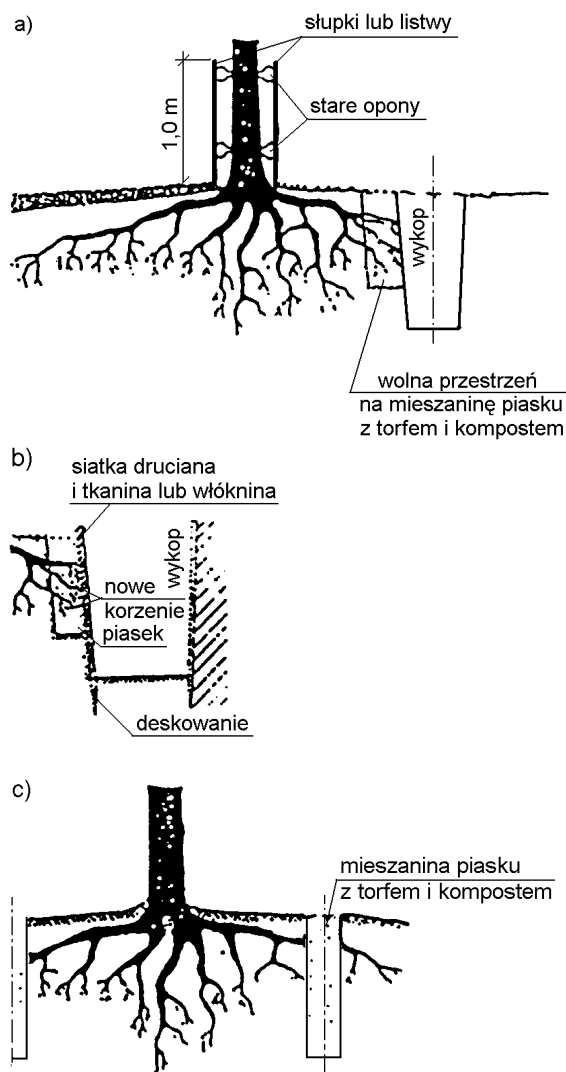 a)
słupki lub listwy
stare opony
1,0 m
wykop
wolna przestrzeń
na mieszaninę piasku
z torfem i kompostem
b)
siatka druciana
i tkanina lub włóknina
wykop
nowe
korzenie
piasek
deskowanie
c)
mieszanina piasku
z torfem i kompostem